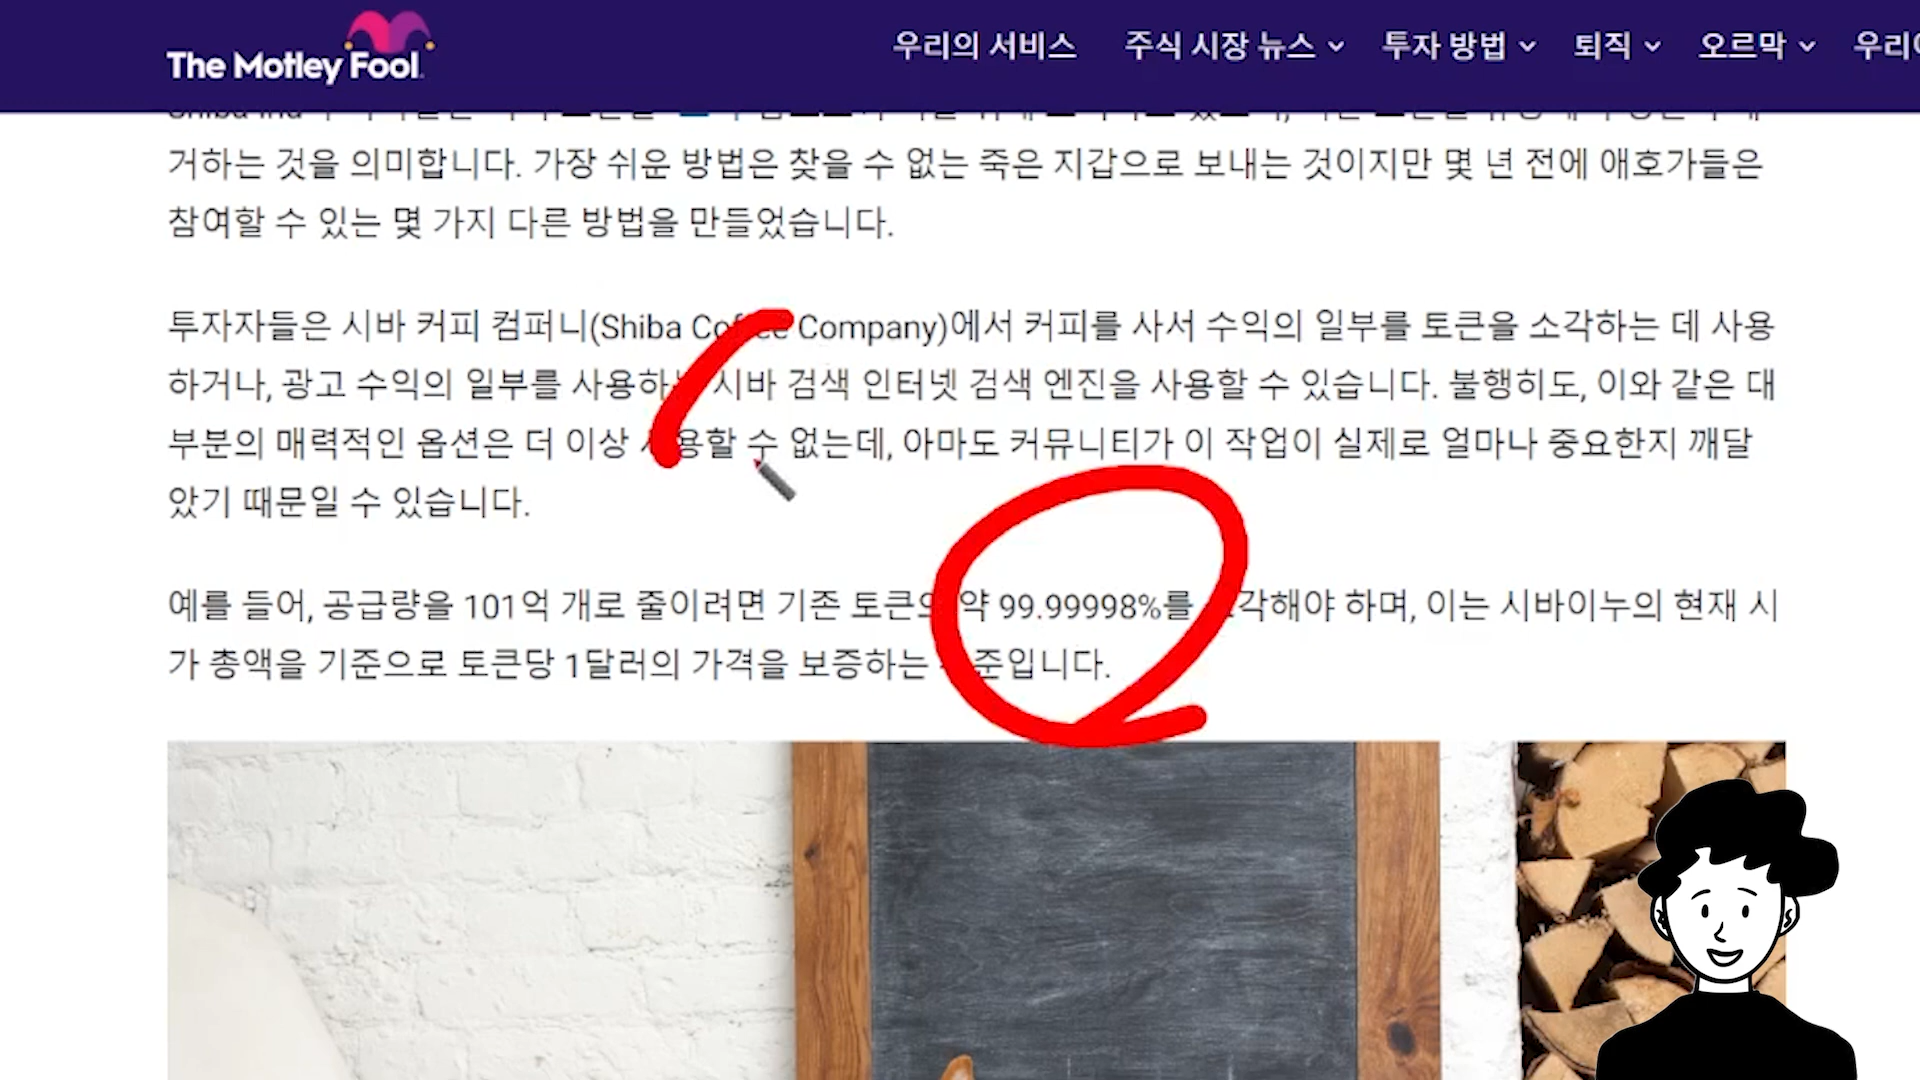 The Motley Fool
우리의 서비스 주식 시장 뉴스 투자 방법 퇴직 오르막
거하는 것을 의미합니다. 가장 쉬운 방법은 찾을 수 없는 죽은 지갑으로 보내는 것이지만 몇 년 전에 애호가들은
참여할 수 있는 몇 가지 다른 방법을 만들었습니다.
투자자들은 시바 커피 컴퍼니(Shiba Coffee Company)에서 커피를 사서 수익의 일부를 토큰을 소각하는 데 사용
하거나, 광고 수익의 일부를 사용하는 시바 검색 인터넷 검색 엔진을 사용할 수 있습니다. 불행히도, 이와 같은 대
부분의 매력적인 옵션은 더 이상 사용할 수 없는데, 아마도 커뮤니티가 이 작업이 실제로 얼마나 중요한지 깨달
았기 때문일 수 있습니다.
예를 들어, 공급량을 101억 개로 줄이려면 기존 토큰의 약 99.99998%를 소각해야 하며, 이는 시바이누의 현재 시
가 총액을 기준으로 토큰당 1달러의 가격을 보증하는 수준입니다.